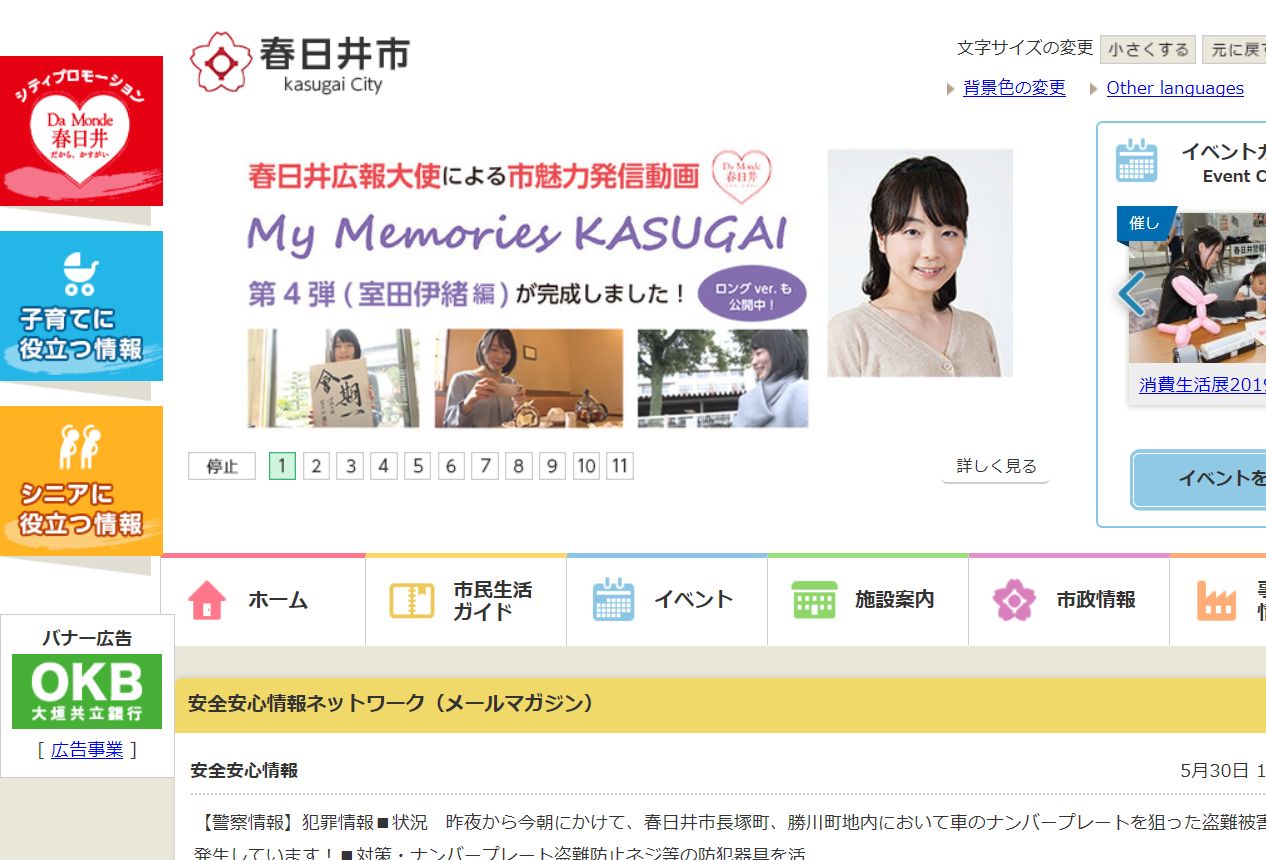 シティプロモーション
Da Monde
春日井
だから、かすがい
子育てに
役立つ情報
シニアに
役立つ情報
バナー広告
OKB
大垣共立銀行
[ 広告事業 ]
春日井市
kasugai City
文字サイズの変更 小さくする 元に戻す
背景色の変更 Other languages
春日井広報大使による市魅力発信動画
Da Monde
春日井
My Memories KASUGAI
第4弾(室田伊緒編)が完成しました！
ロング ver. も
公開中！
一期一会
停止 1 2 3 4 5 6 7 8 9 10 11
詳しく見る
イベントカ
Event C
催し
消費生活展2019
イベントを
ホーム
市民生活
ガイド
イベント
施設案内
市政情報
事
情
安全安心情報ネットワーク（メールマガジン）
安全安心情報
5月30日 1
【警察情報】犯罪情報■状況　昨夜から今朝にかけて、春日井市長塚町、勝川町地内において車のナンバープレートを狙った盗難被害
発生しています！■対策・ナンバープレート盗難防止ネジ等の防犯器具を活